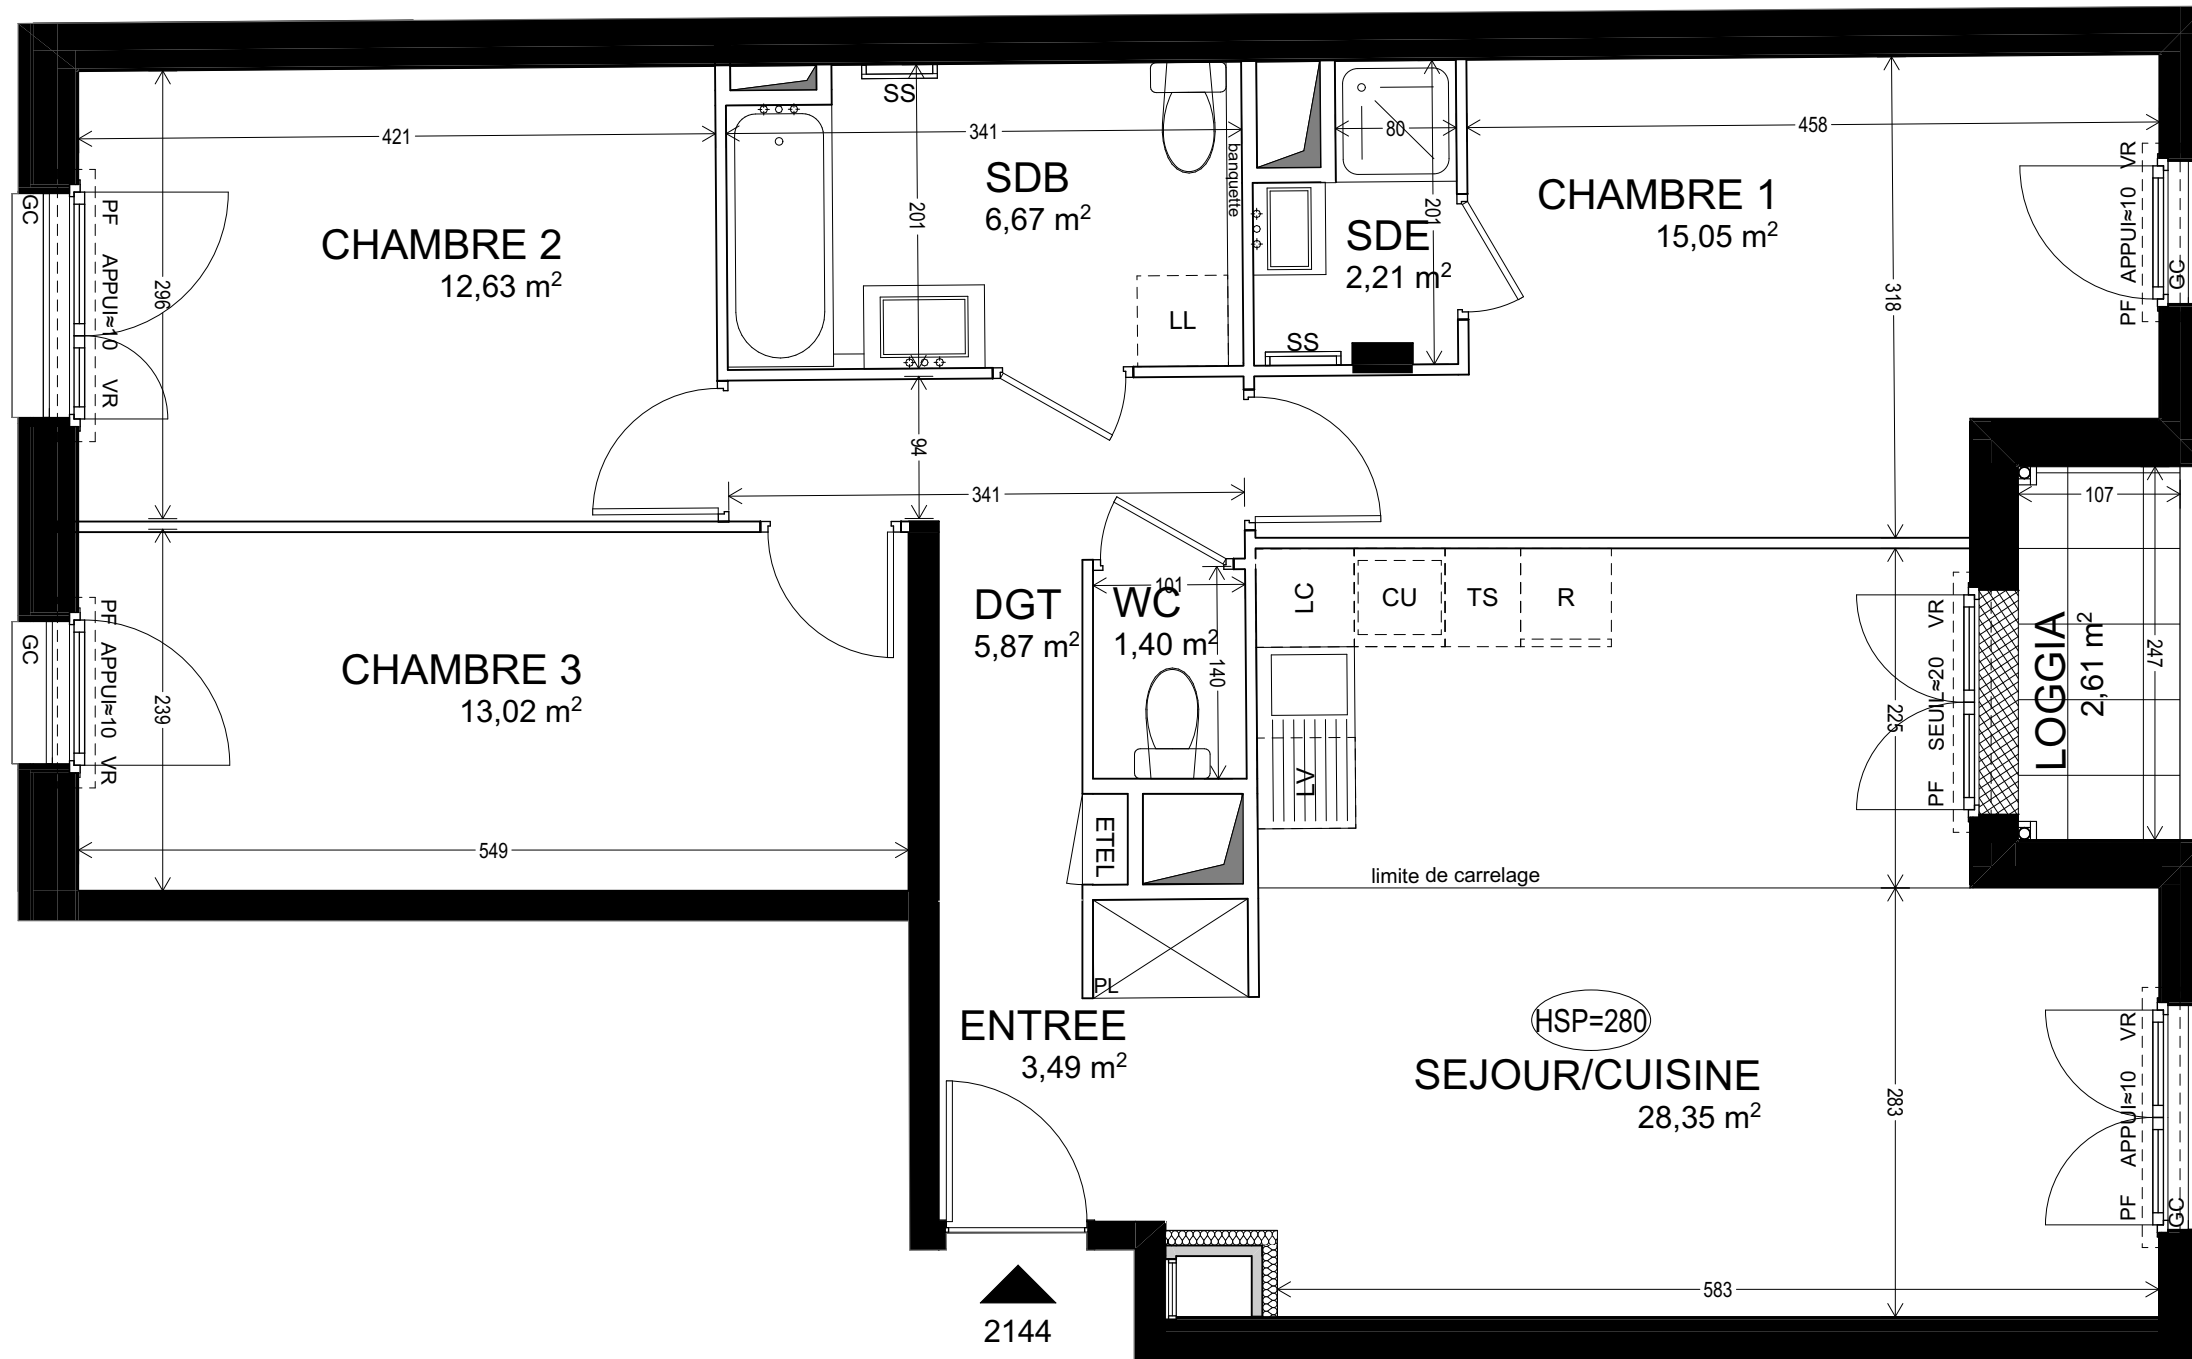 421
SS
341
80
458
SDB
6,67 m²
banquette
CHAMBRE 1
15,05 m²
VR
APPUI≈10
PF
GC
GC
PF
APPUI≈10
VR
CHAMBRE 2
12,63 m²
296
201
SDE
2,21 m²
201
318
LL
SS
94
341
107
CHAMBRE 3
13,02 m²
GC
PF
APPUI≈10
VR
239
549
DGT
5,87 m²
101
WC
1,40 m²
140
LC
CU
TS
R
LV
ETEL
VR
SEUIL≈20
PF
225
LOGGIA
2,61 m²
247
limite de carrelage
PL
ENTREE
3,49 m²
HSP=280
SEJOUR/CUISINE
28,35 m²
283
VR
APPUI≈10
PF
GC
583
2144